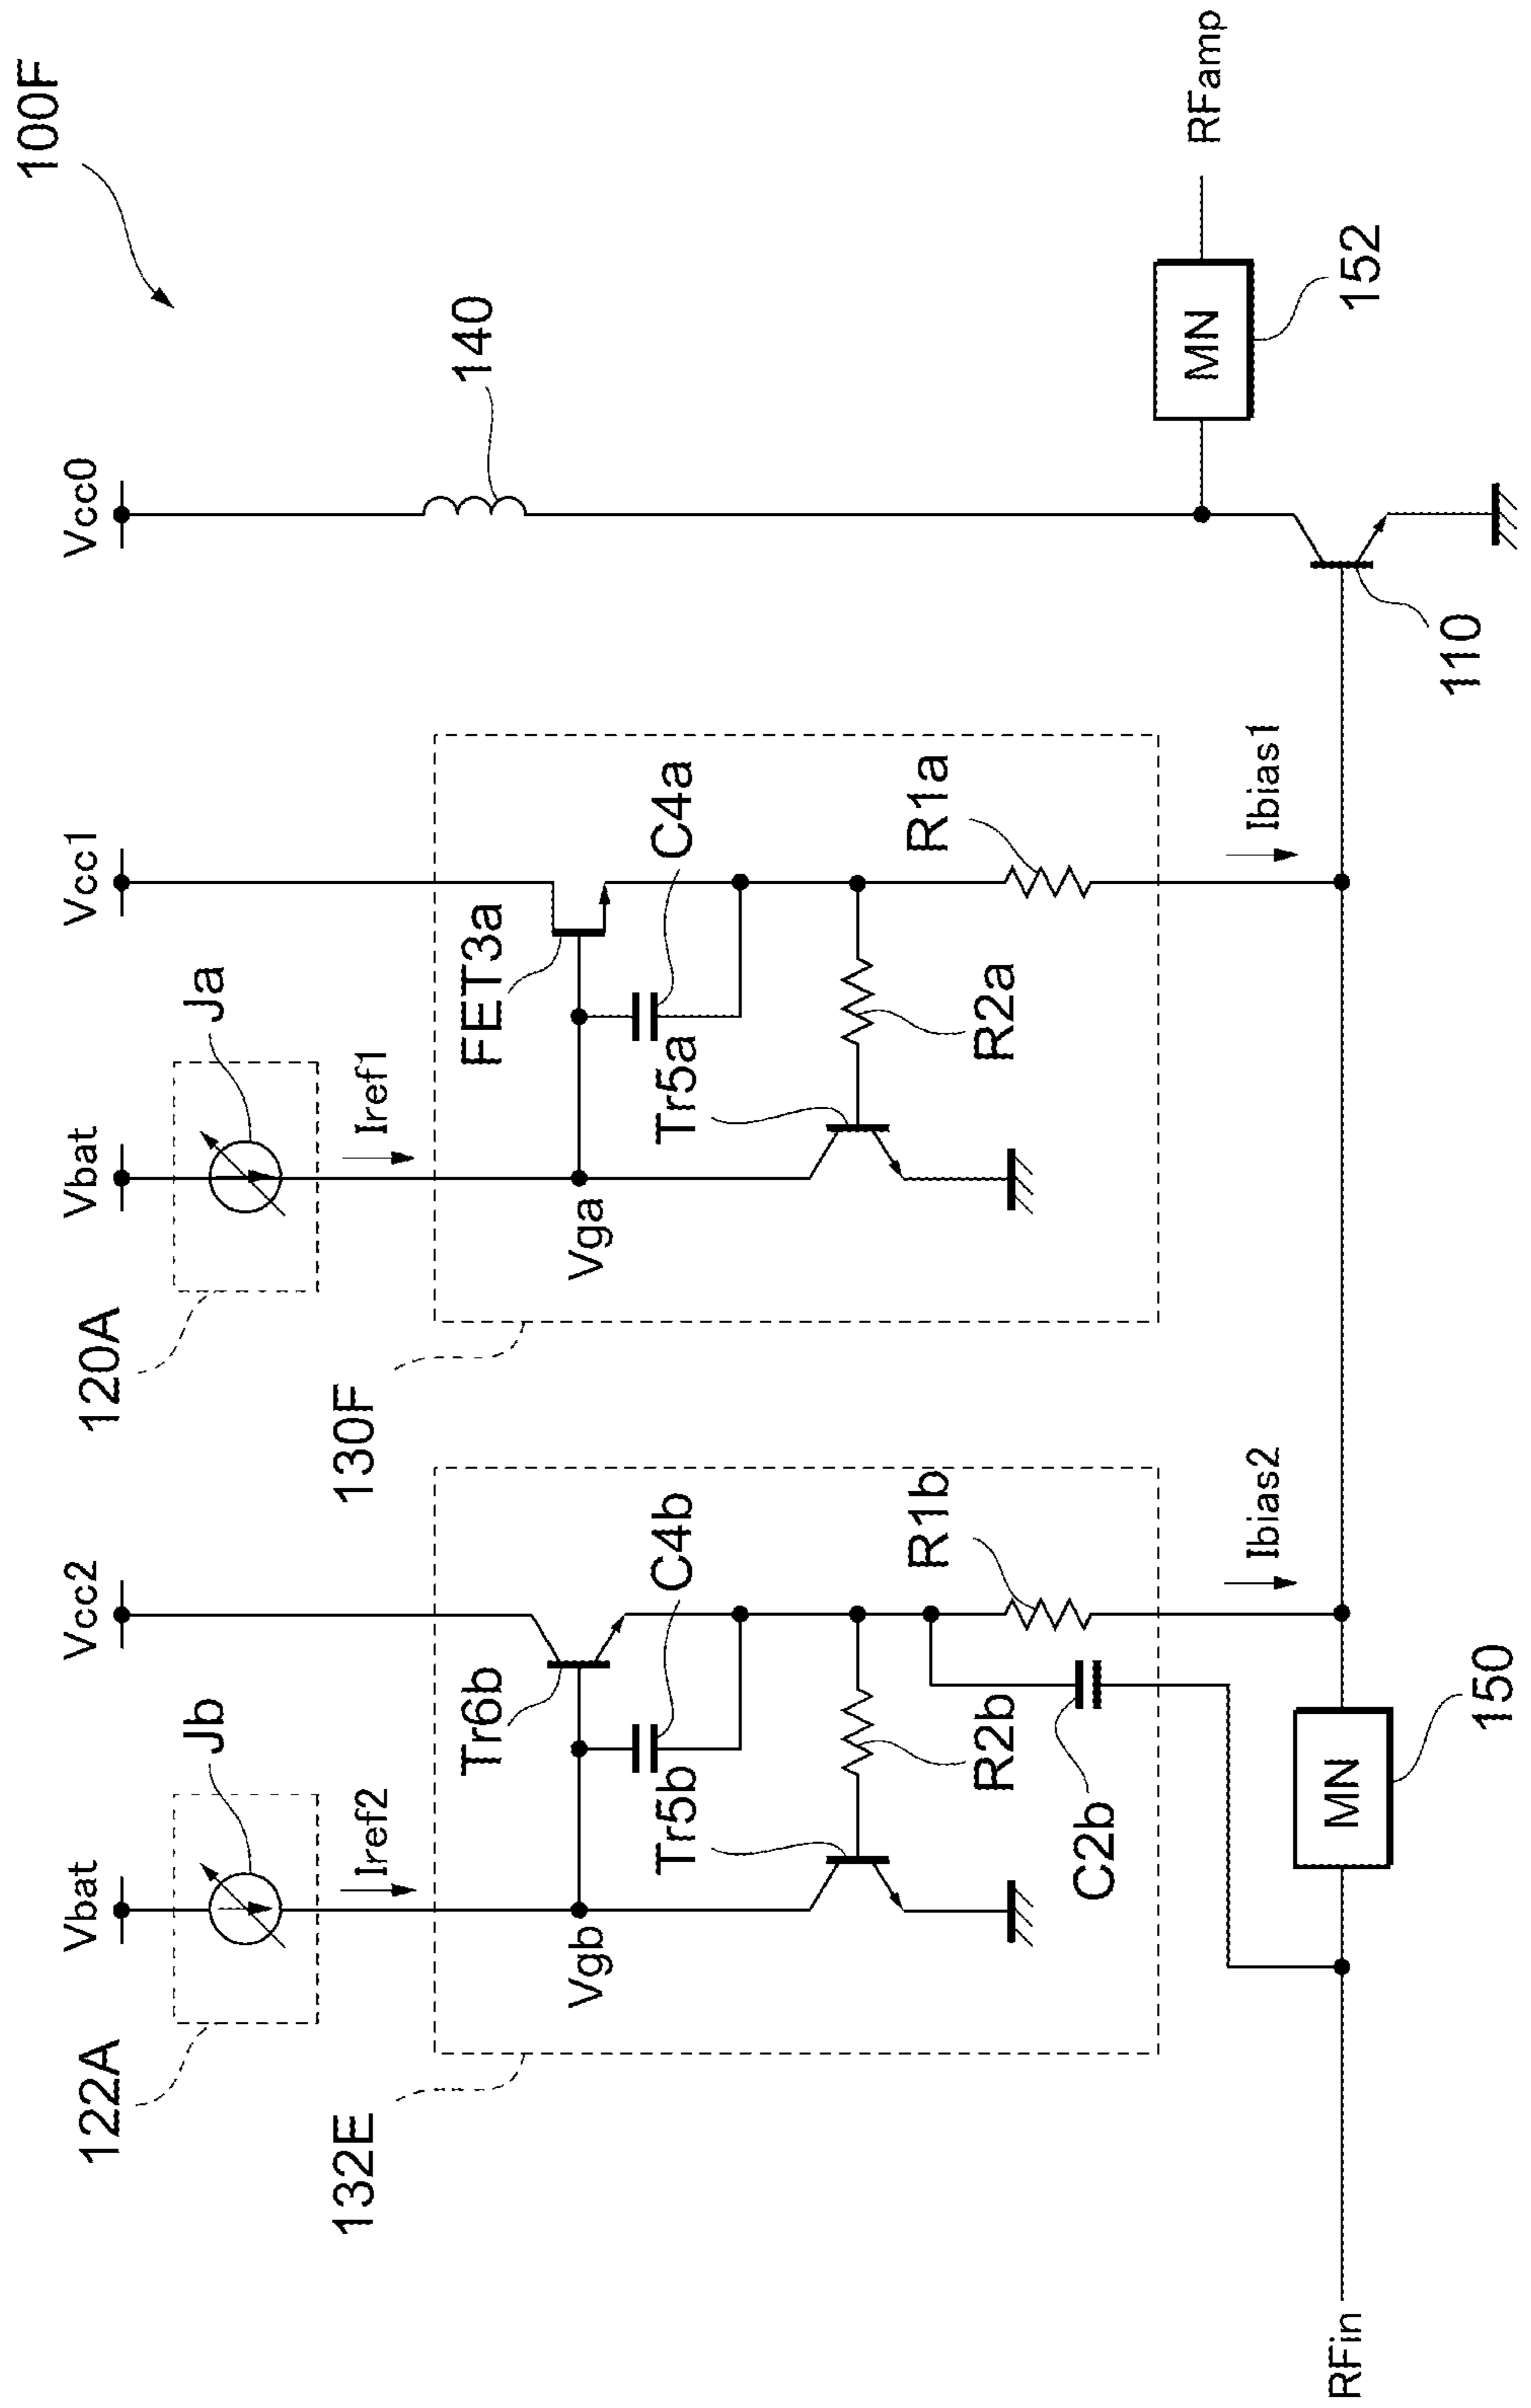 100F
Vbat
Vcc2
Vbat
Vcc1
Vcc0
122A
Jb
120A
Ja
140
Iref2
Iref1
132E
130F
Tr6b
FET3a
Vgb
Vga
C4b
C4a
Tr5b
Tr5a
R1b
R1a
R2b
R2a
C2b
RFamp
MN
152
Ibias2
Ibias1
RFin
MN
150
110